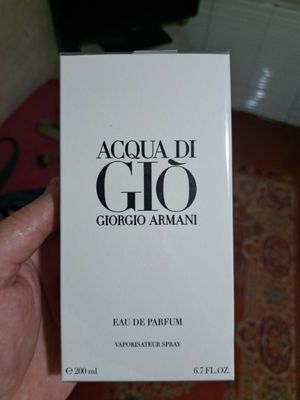 ACQUA DI
GIÒ
GIORGIO ARMANI
EAU DE PARFUM
VAPORISATEUR SPRAY
℮ 200 ml 6.7 FL.OZ.